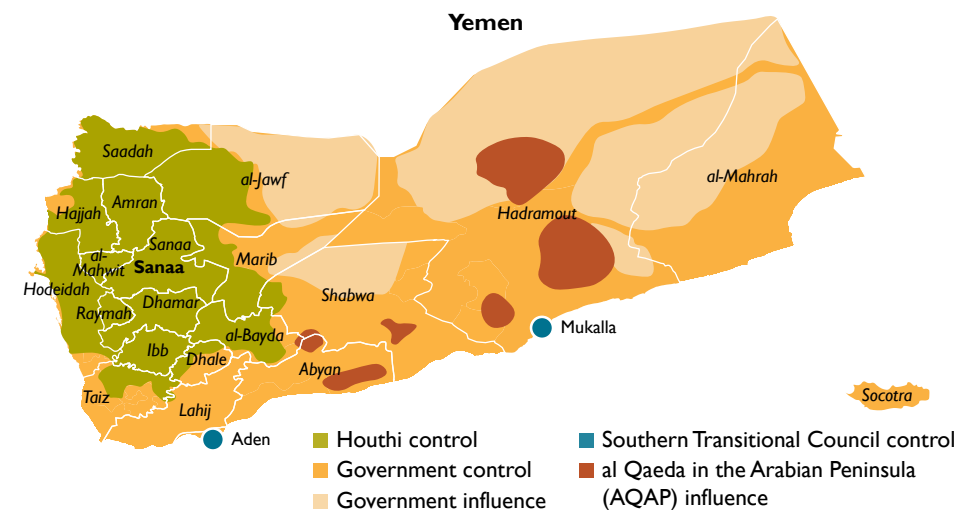 Yemen
Saadah
al-Jawf
al-Mahrah
Hajjah
Amran
Hadramout
Sanaa
al-
Mahwit
Sanaa
Marib
Hodeidah
Shabwa
Raymah
Dhamar
Mukalla
al-Bayda
Ibb
Dhale
Abyan
Taiz
Lahij
Socotra
Aden
Houthi control
Government control
Government influence
Southern Transitional Council control
al Qaeda in the Arabian Peninsula
(AQAP) influence